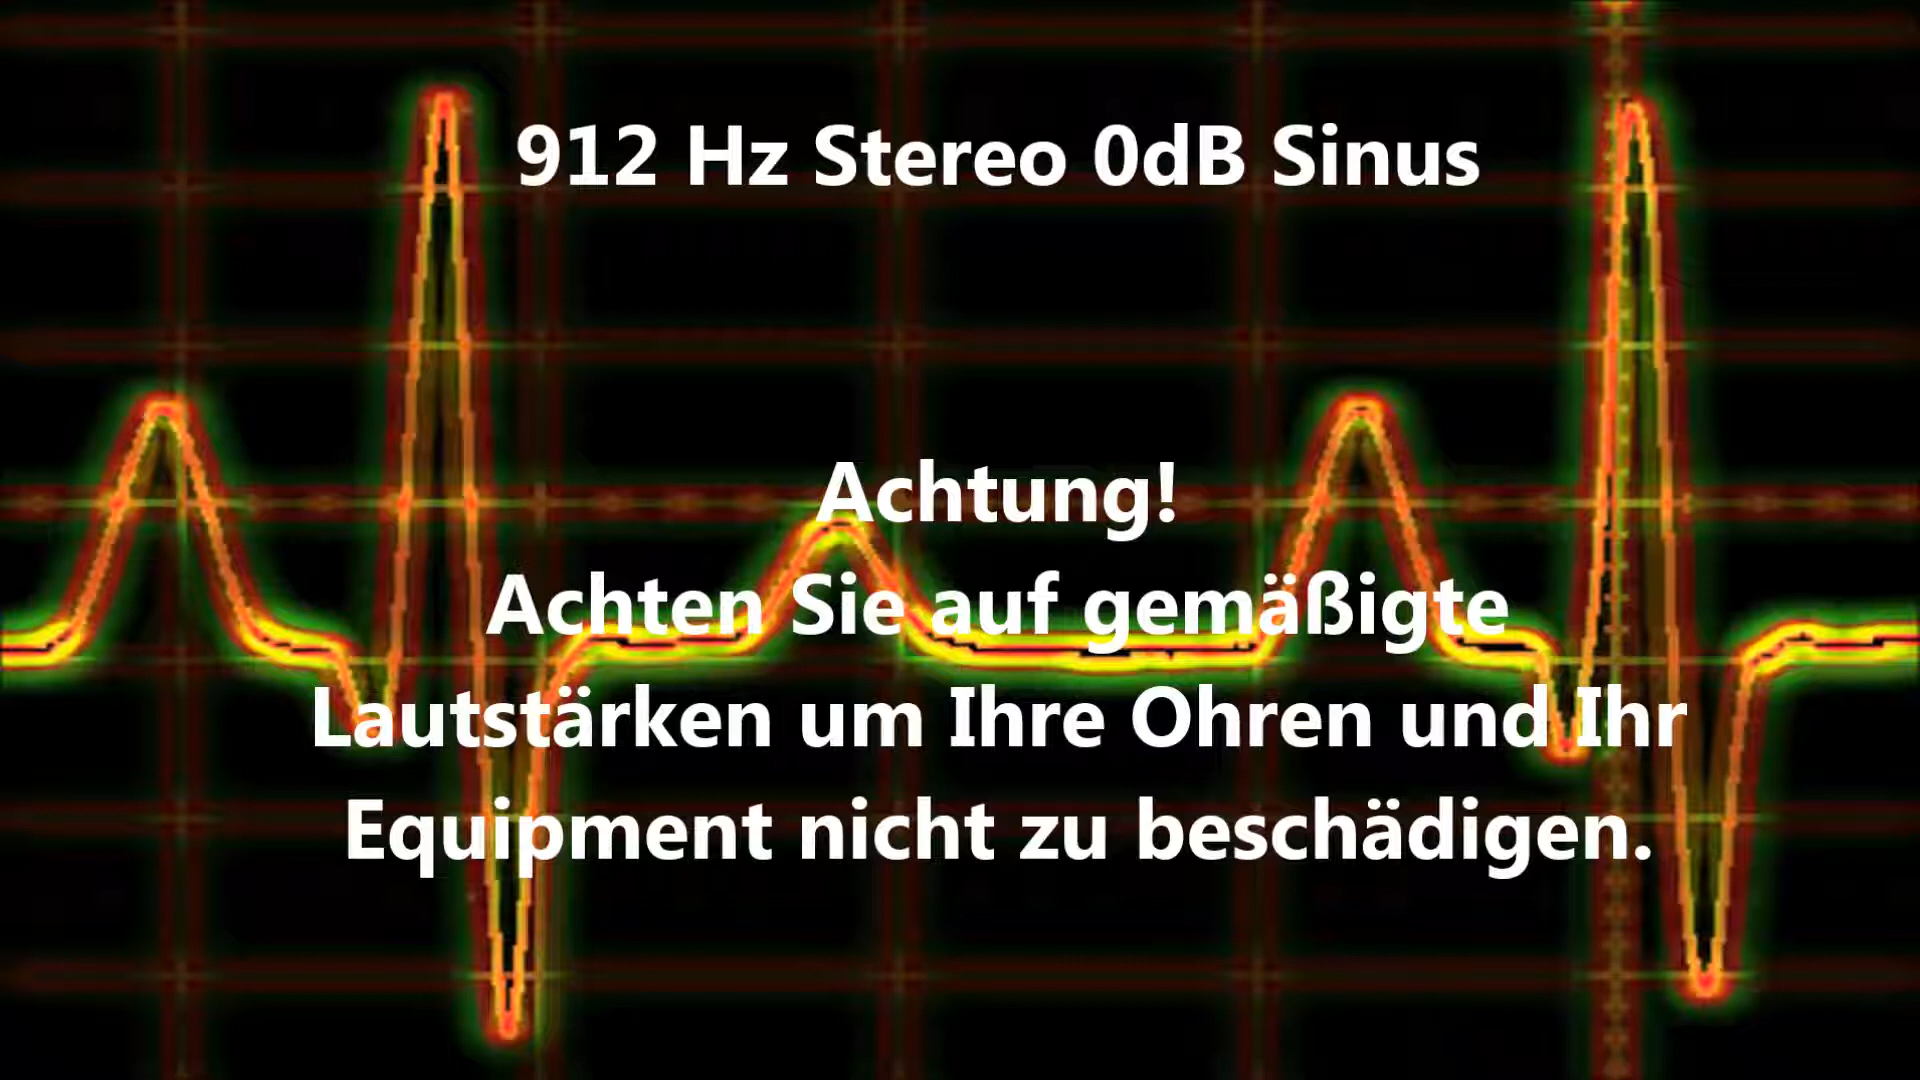 912 Hz Stereo 0dB Sinus
Achtung!
Achten Sie auf gemäßigte
Lautstärken um Ihre Ohren und Ihr
Equipment nicht zu beschädigen.